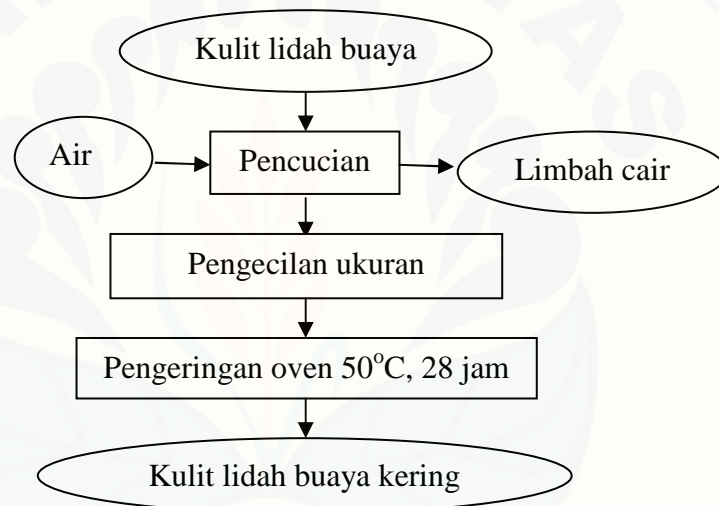 Kulit lidah buaya
Air
Pencucian
Limbah cair
Pengecilan ukuran
Pengeringan oven 50°C, 28 jam
Kulit lidah buaya kering